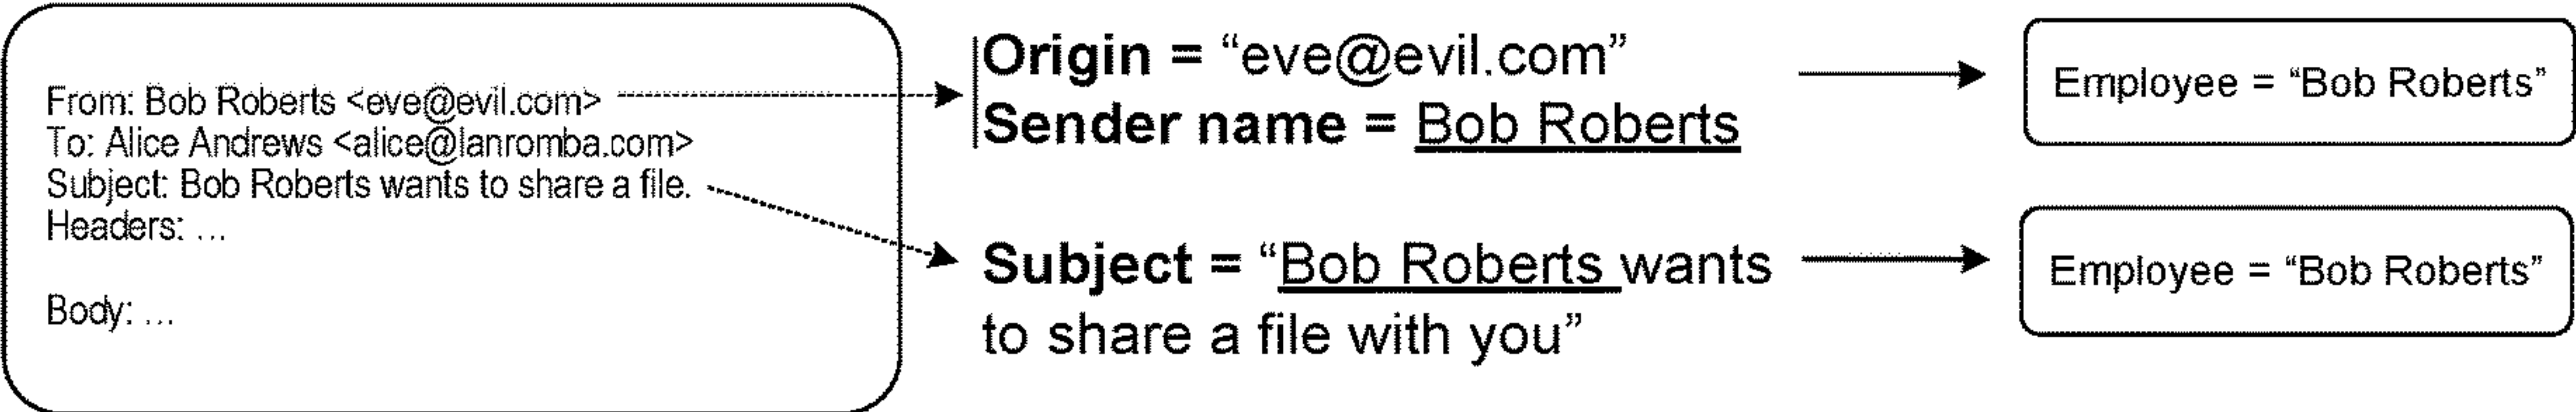 From: Bob Roberts <eve@evil.com>
To: Alice Andrews <alice@lanromba.com>
Subject: Bob Roberts wants to share a file.
Headers: ...
Body: ...
Origin = “eve@evil.com”
Sender name = Bob Roberts
Subject = “Bob Roberts wants
to share a file with you”
Employee = “Bob Roberts”
Employee = “Bob Roberts”